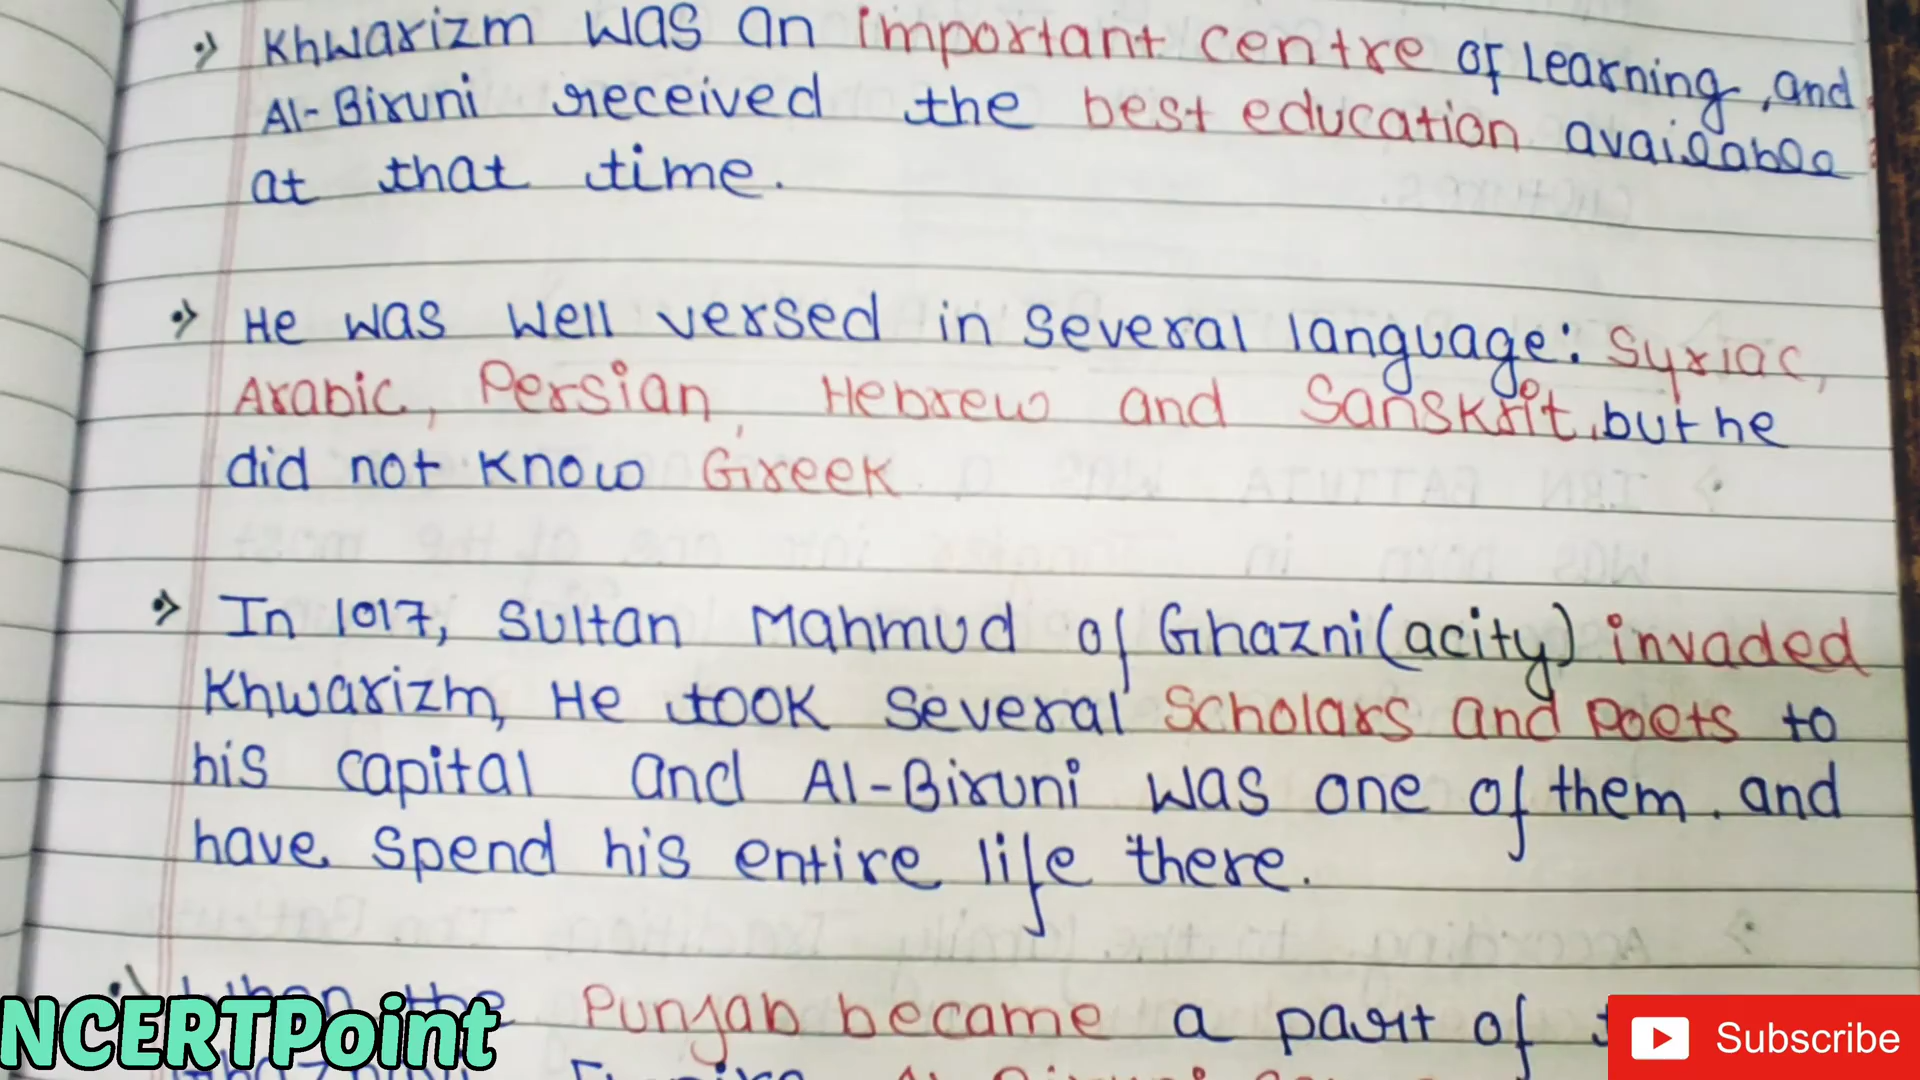 Khwarizm was an important centre of learning, and
Al-Biruni received the best education available
at that time.
He was well versed in several language: Syriac,
Arabic, Persian, Hebrew and Sanskrit, but he
did not know Greek
In 1017, Sultan Mahmud of Ghazni (acity) invaded
Khwarizm, He took several scholars and poets to
his capital and Al-Biruni was one of them. and
have spend his entire life there.
When the Punjab became a part of
NCERTPoint
Subscribe